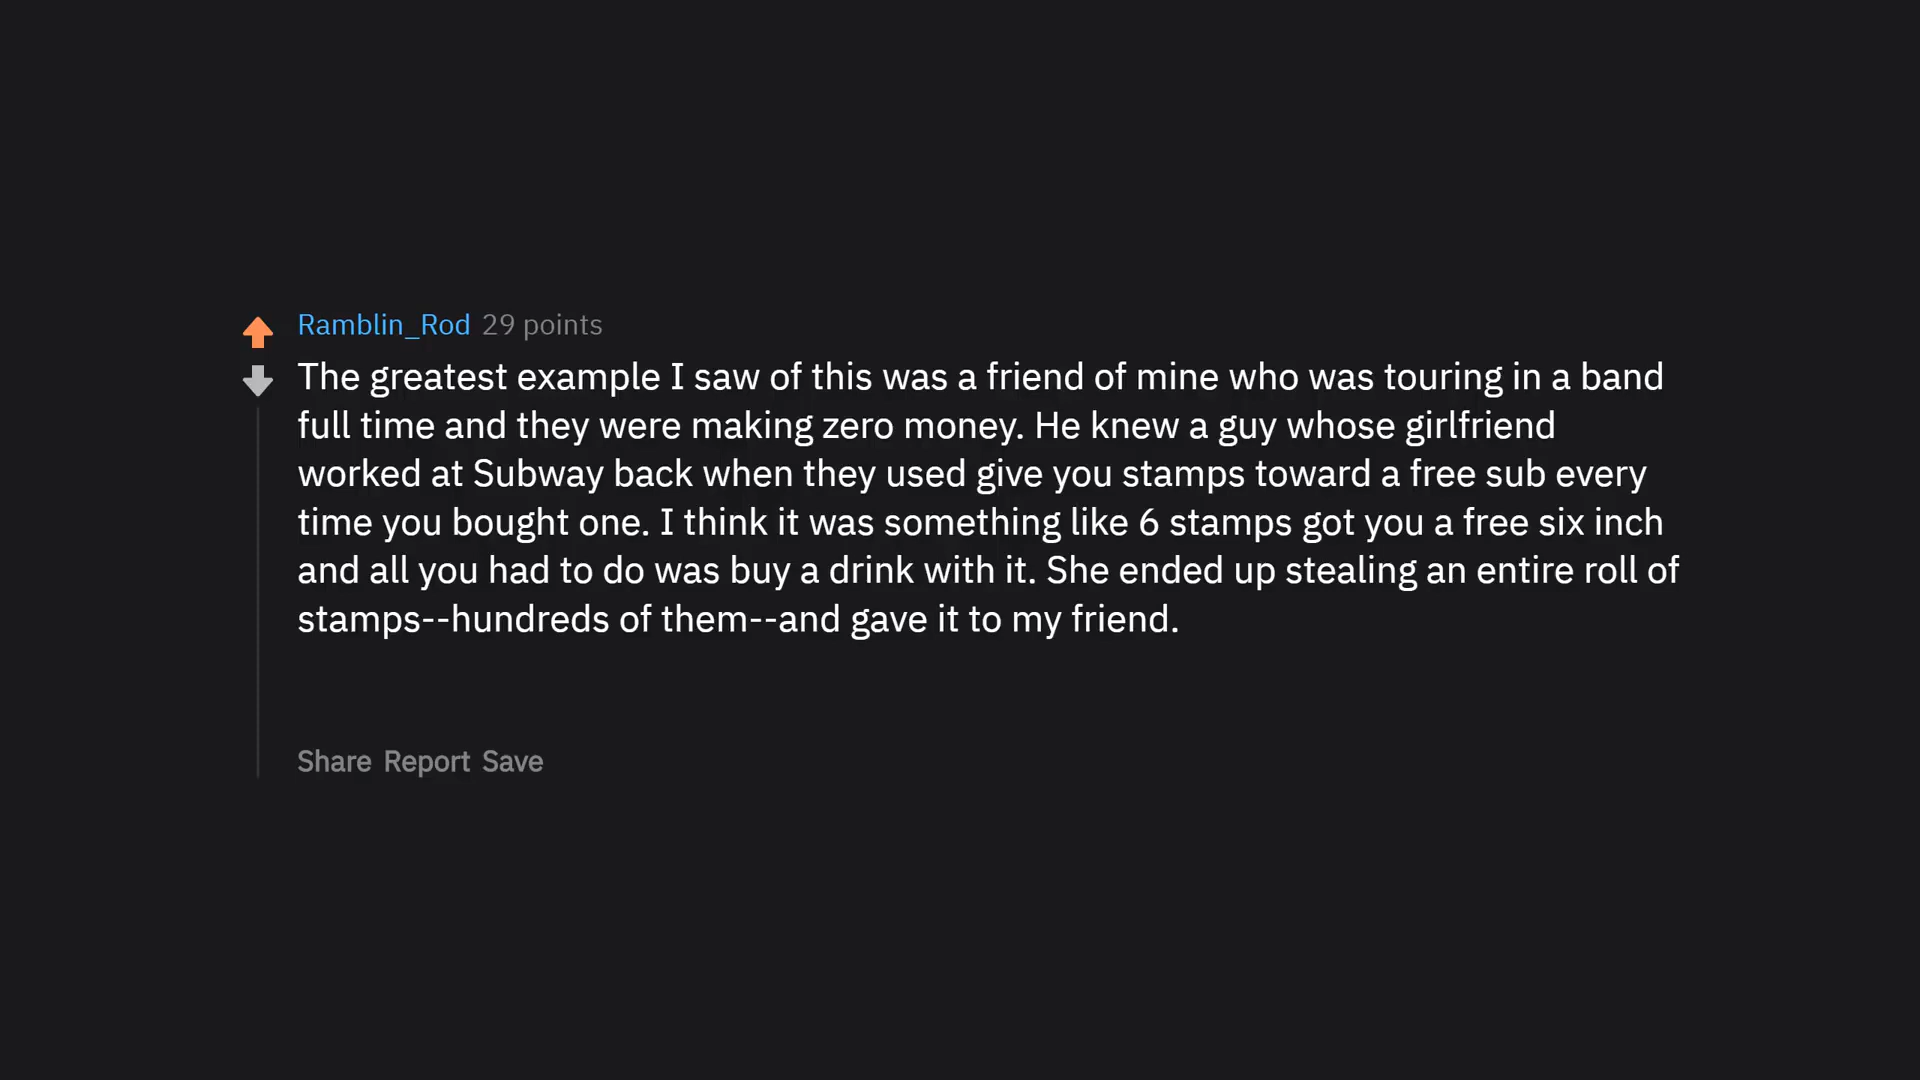 Ramblin_Rod 29 points
The greatest example I saw of this was a friend of mine who was touring in a band
full time and they were making zero money. He knew a guy whose girlfriend
worked at Subway back when they used give you stamps toward a free sub every
time you bought one. I think it was something like 6 stamps got you a free six inch
and all you had to do was buy a drink with it. She ended up stealing an entire roll of
stamps--hundreds of them--and gave it to my friend.
Share Report Save